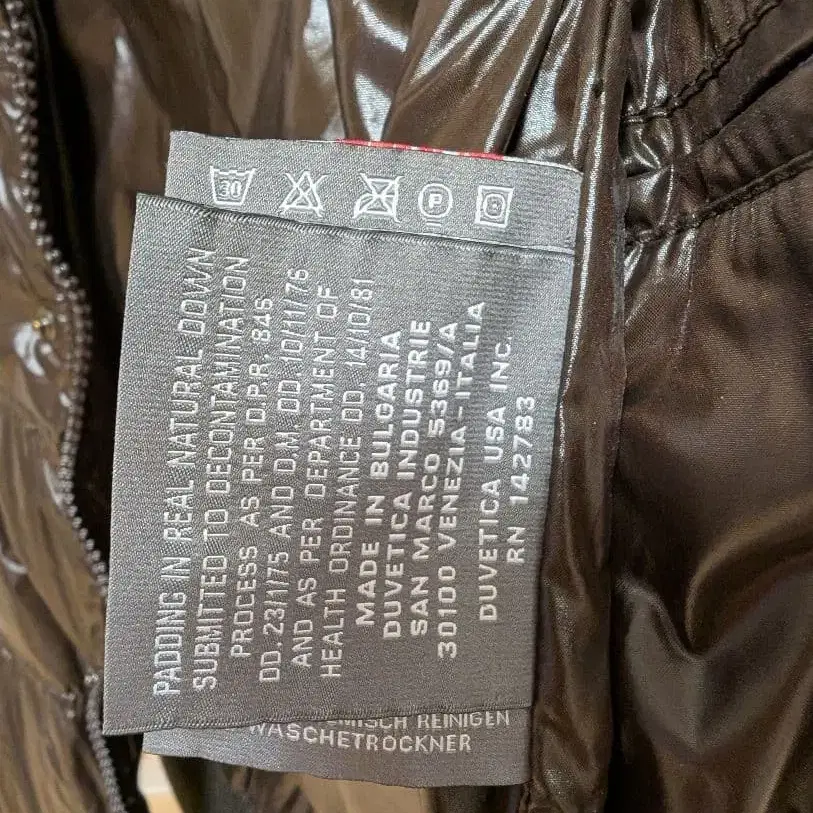 30
P
PADDING IN REAL NATURAL DOWN
SUBMITTED TO DECONTAMINATION
PROCESS AS PER D.P.R. 846
DD. 23/1/75 AND D.M DD. 10/11/76
AND AS PER DEPARTMENT OF
HEALTH ORDINANCE DD. 14/10/81
MADE IN BULGARIA
DUVETICA INDUSTRIE
SAN MARCO 5369/A
30100 VENEZIA - ITALIA
DUVETICA USA INC.
RN 142783
REINIGEN
WASCHETROCKNER